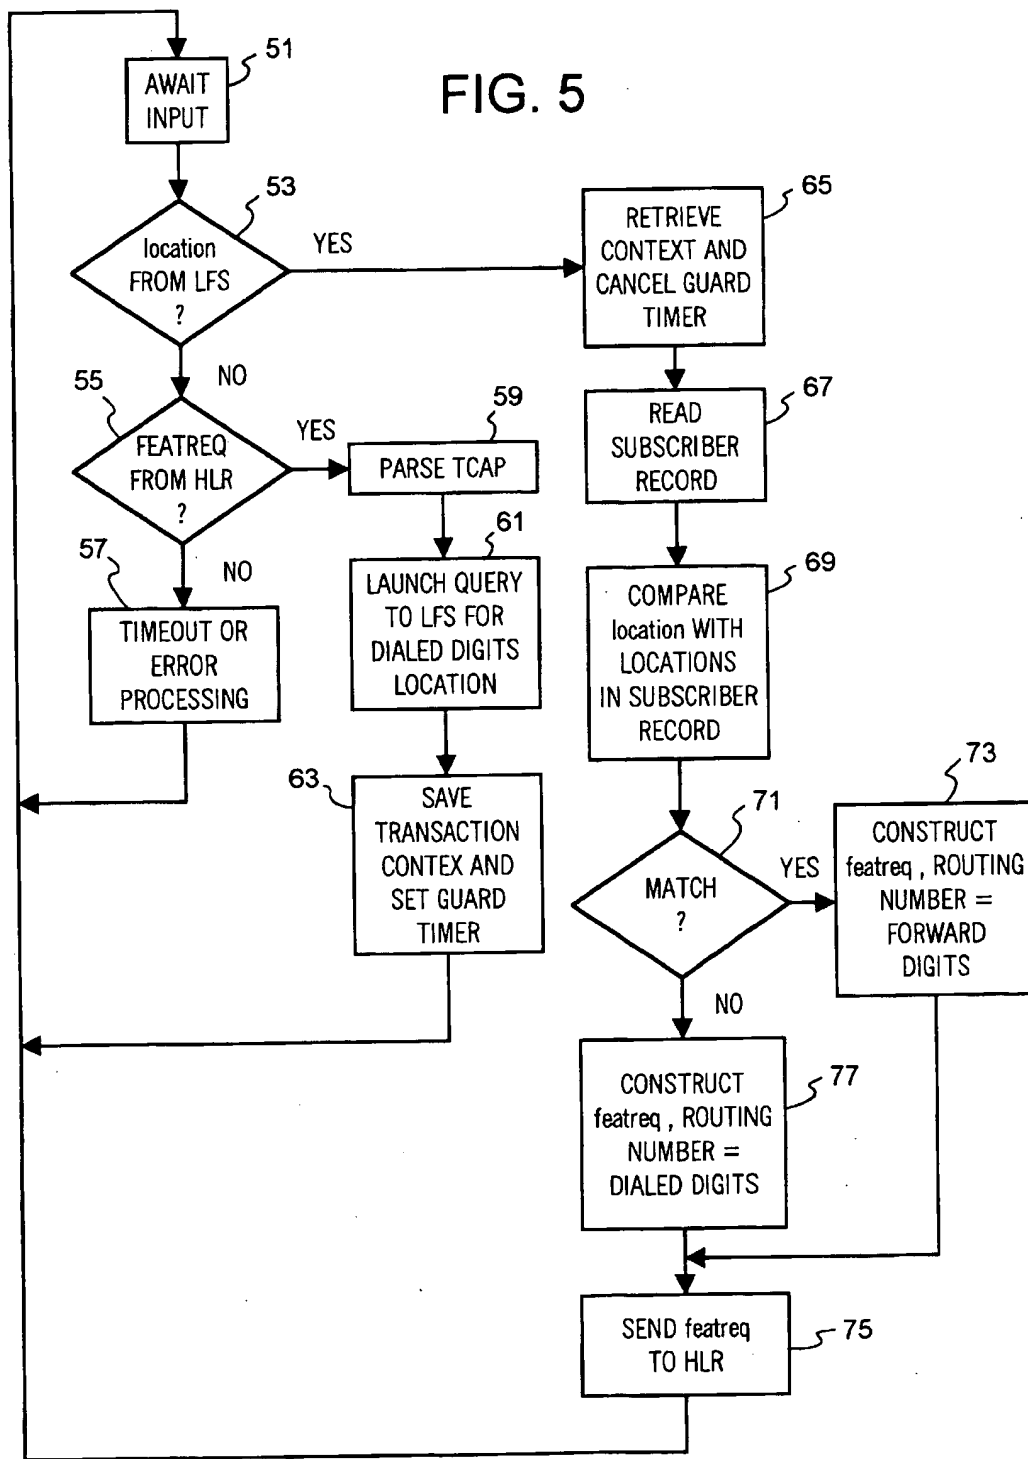 FIG. 5
51
AWAIT
INPUT
53
location
FROM LFS
?
YES
NO
55
FEATREQ
FROM HLR
?
YES
NO
57
TIMEOUT OR
ERROR
PROCESSING
59
PARSE TCAP
61
LAUNCH QUERY
TO LFS FOR
DIALED DIGITS
LOCATION
63
SAVE
TRANSACTION
CONTEX AND
SET GUARD
TIMER
65
RETRIEVE
CONTEXT AND
CANCEL GUARD
TIMER
67
READ
SUBSCRIBER
RECORD
69
COMPARE
location WITH
LOCATIONS
IN SUBSCRIBER
RECORD
71
MATCH
?
YES
NO
73
CONSTRUCT
featreq , ROUTING
NUMBER =
FORWARD
DIGITS
77
CONSTRUCT
featreq , ROUTING
NUMBER =
DIALED DIGITS
75
SEND featreq
TO HLR